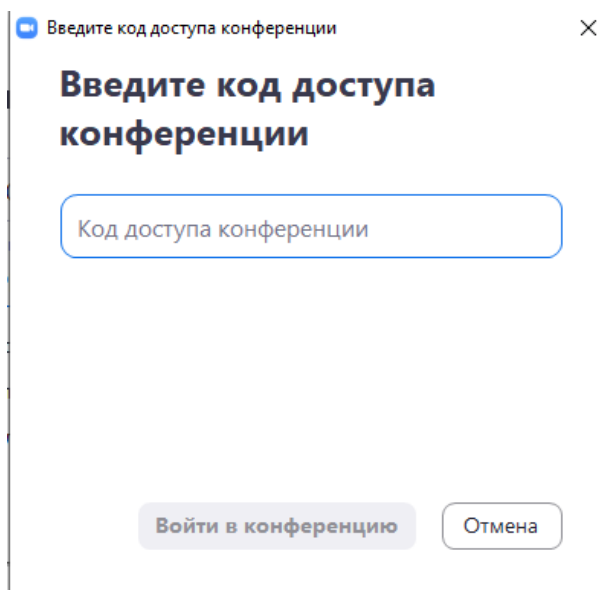 Введите код доступа конференции
Введите код доступа
конференции
Код доступа конференции
Войти в конференцию
Отмена